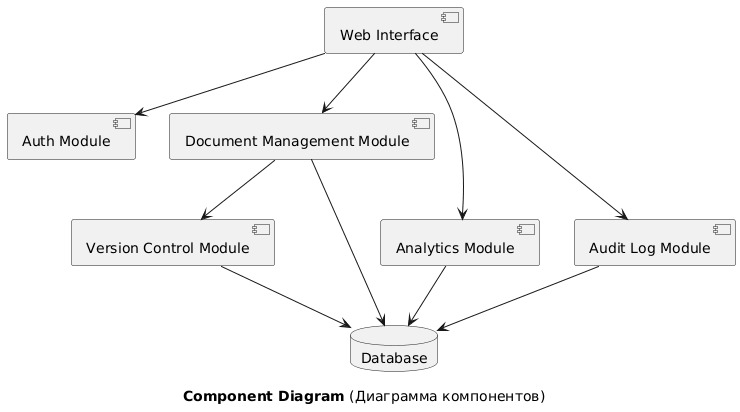 Web Interface
Auth Module
Document Management Module
Version Control Module
Analytics Module
Audit Log Module
Database
Component Diagram (Диаграмма компонентов)